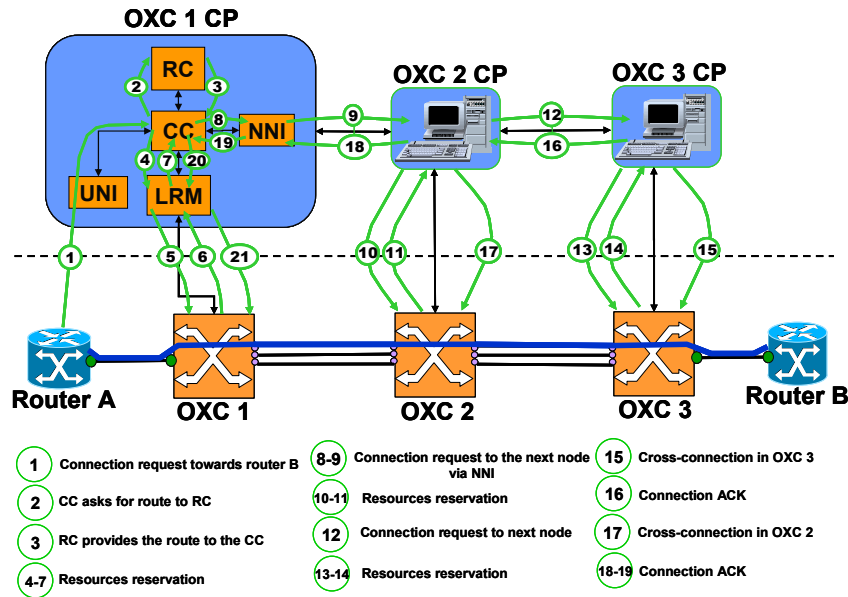 OXC 1 CP
RC
2
3
OXC 2 CP
OXC 3 CP
8
9
12
CC
NNI
19
18
16
4
7
20
UNI
LRM
1
5
6
21
10
11
17
13
14
15
Router A
OXC 1
OXC 2
OXC 3
Router B
1 Connection request towards router B
2 CC asks for route to RC
3 RC provides the route to the CC
4-7 Resources reservation
8-9 Connection request to the next node
via NNI
10-11 Resources reservation
12 Connection request to next node
13-14 Resources reservation
15 Cross-connection in OXC 3
16 Connection ACK
17 Cross-connection in OXC 2
18-19 Connection ACK